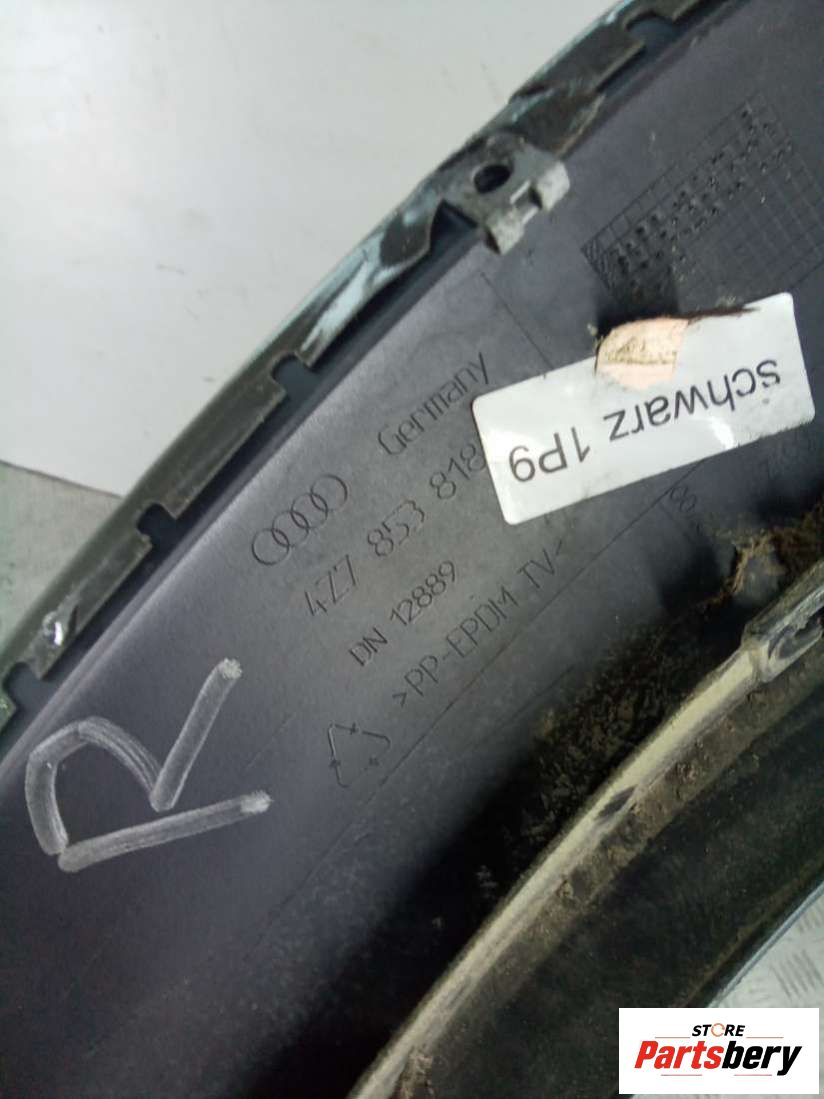 Germany
4Z7 853 818
DN 12889
>PP-EPDM TV<
schwarz 1P9
R
STORE
Partsbery